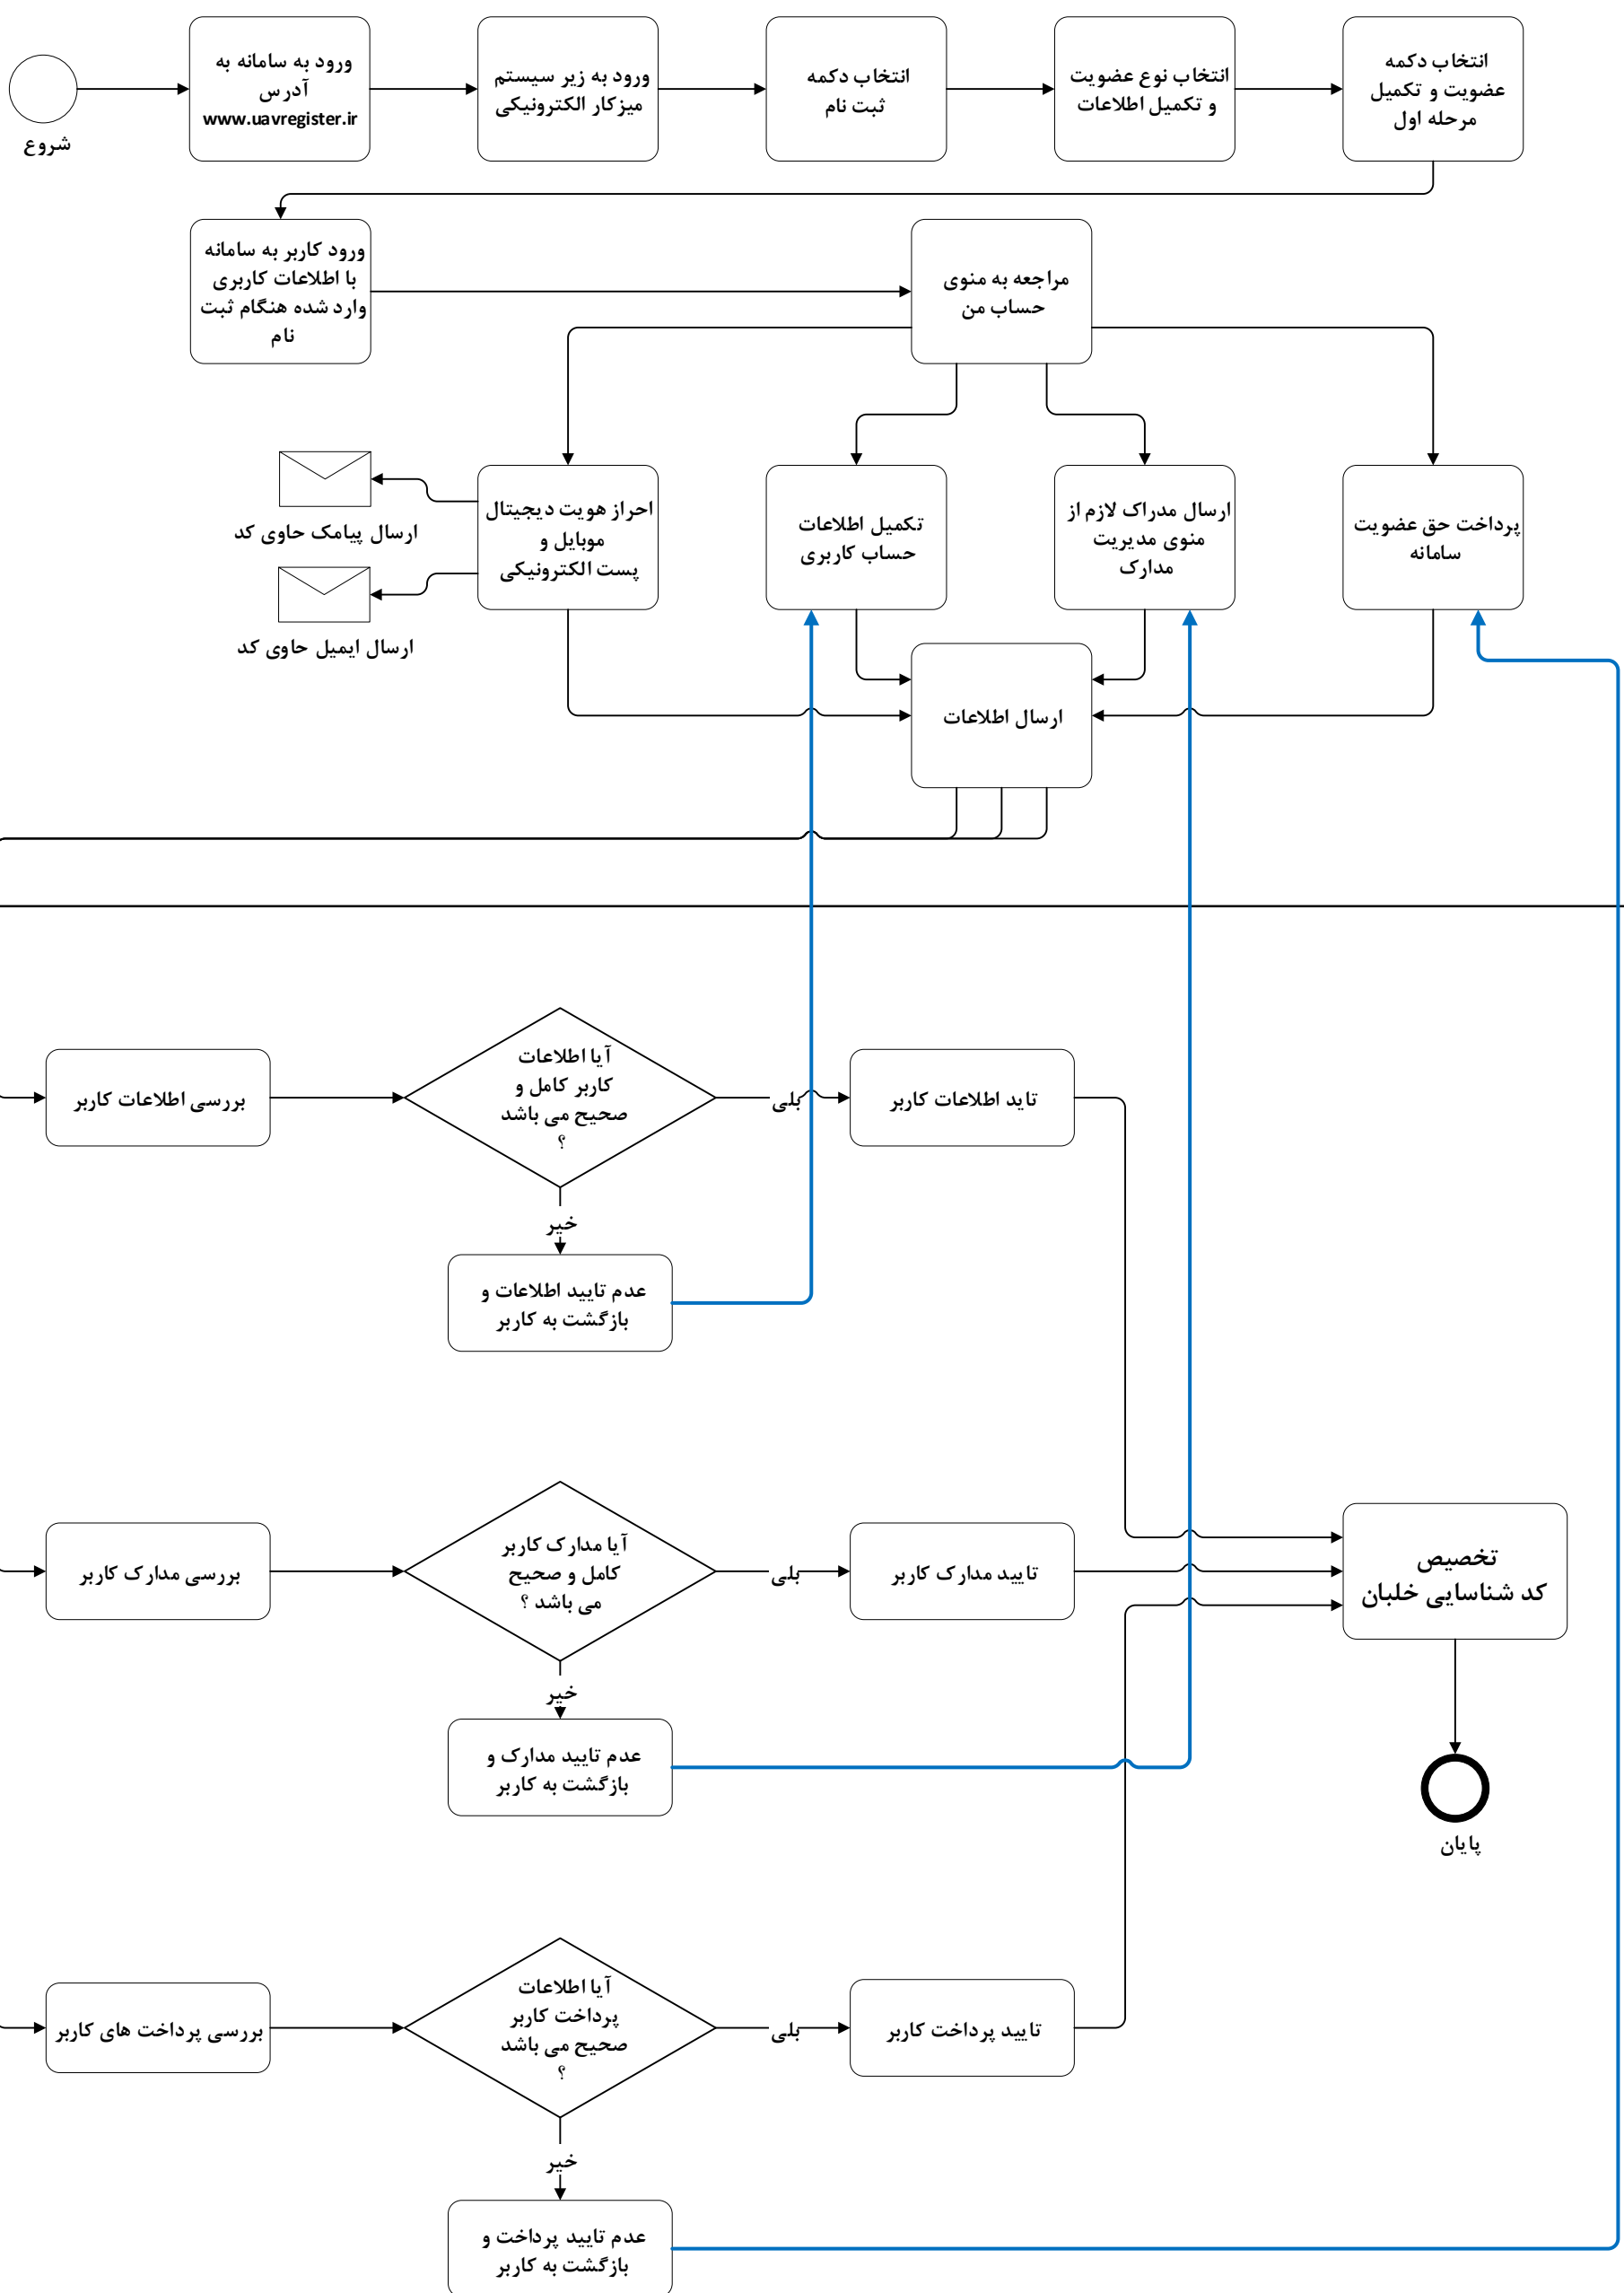 شروع
ورود به سامانه به
آدرس
www.uavregister.ir
ورود به زیر سیستم
میزکار الکترونیکی
انتخاب دکمه
ثبت نام
انتخاب نوع عضویت
و تکمیل اطلاعات
انتخاب دکمه
عضویت و تکمیل
مرحله اول
ورود کاربر به سامانه
با اطلاعات کاربری
وارد شده هنگام ثبت
نام
مراجعه به منوی
حساب من
ارسال پیامک حاوی کد
ارسال ایمیل حاوی کد
احراز هویت دیجیتال
موبایل و
پست الکترونیکی
تکمیل اطلاعات
حساب کاربری
ارسال مدراک لازم از
منوی مدیریت
مدارک
پرداخت حق عضویت
سامانه
ارسال اطلاعات
بررسی اطلاعات کاربر
آیا اطلاعات
کاربر کامل و
صحیح می باشد
؟
بلی
تاید اطلاعات کاربر
خیر
عدم تایید اطلاعات و
بازگشت به کاربر
بررسی مدارک کاربر
آیا مدارک کاربر
کامل و صحیح
می باشد ؟
بلی
تایید مدارک کاربر
خیر
عدم تایید مدارک و
بازگشت به کاربر
تخصیص
کد شناسایی خلبان
پایان
بررسی پرداخت های کاربر
آیا اطلاعات
پرداخت کاربر
صحیح می باشد
؟
بلی
تایید پرداخت کاربر
خیر
عدم تایید پرداخت و
بازگشت به کاربر